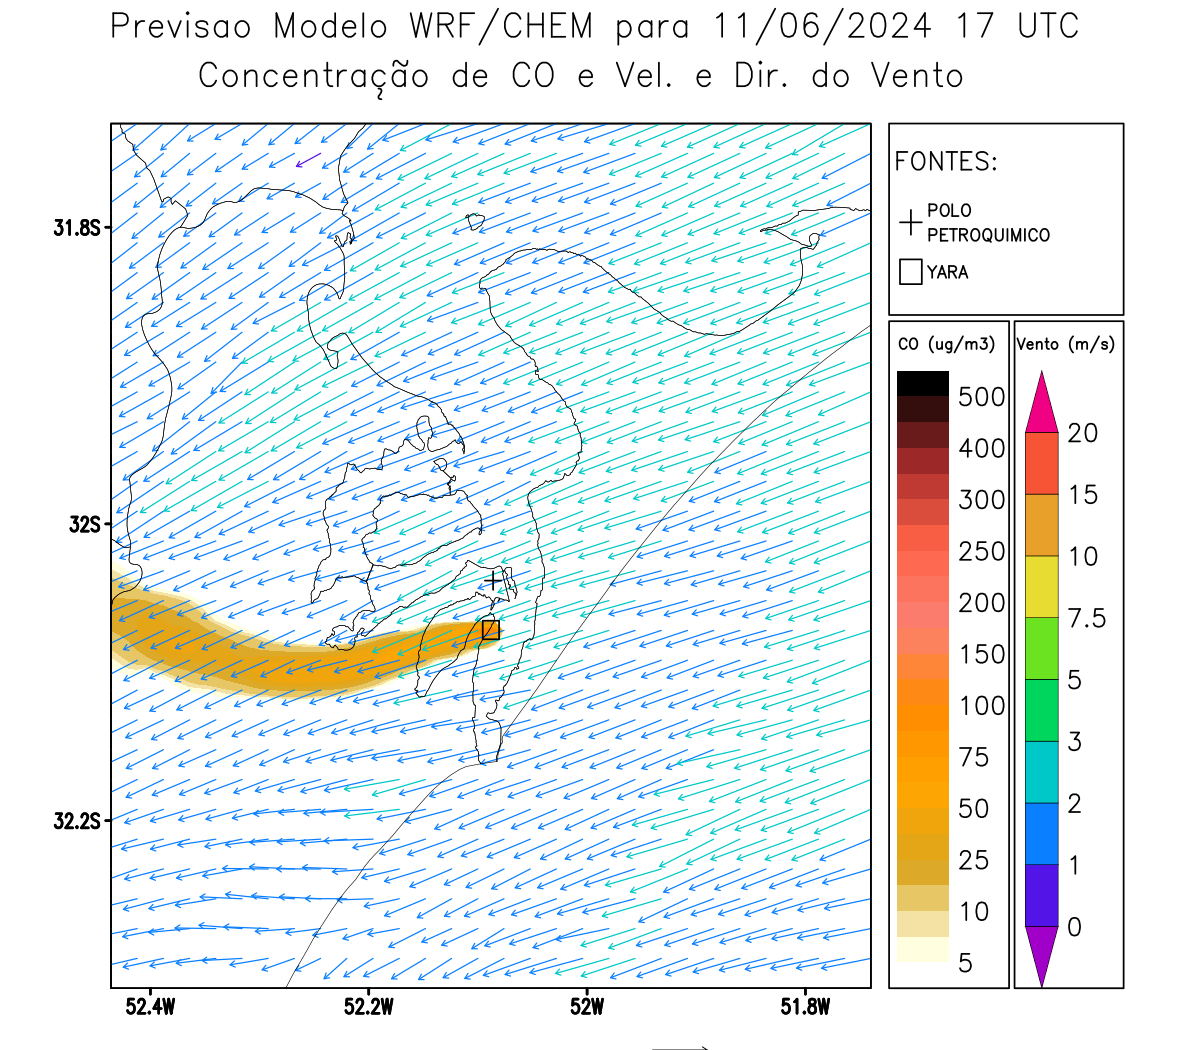 Previsao Modelo WRF/CHEM para 11/06/2024 17 UTC
Concentração de CO e Vel. e Dir. do Vento
FONTES:
POLO
PETROQUIMICO
YARA
CO (ug/m3)
500
400
300
250
200
150
100
75
50
25
10
5
Vento (m/s)
20
15
10
7.5
5
3
2
1
0
31.8S
32S
32.2S
52.4W
52.2W
52W
51.8W